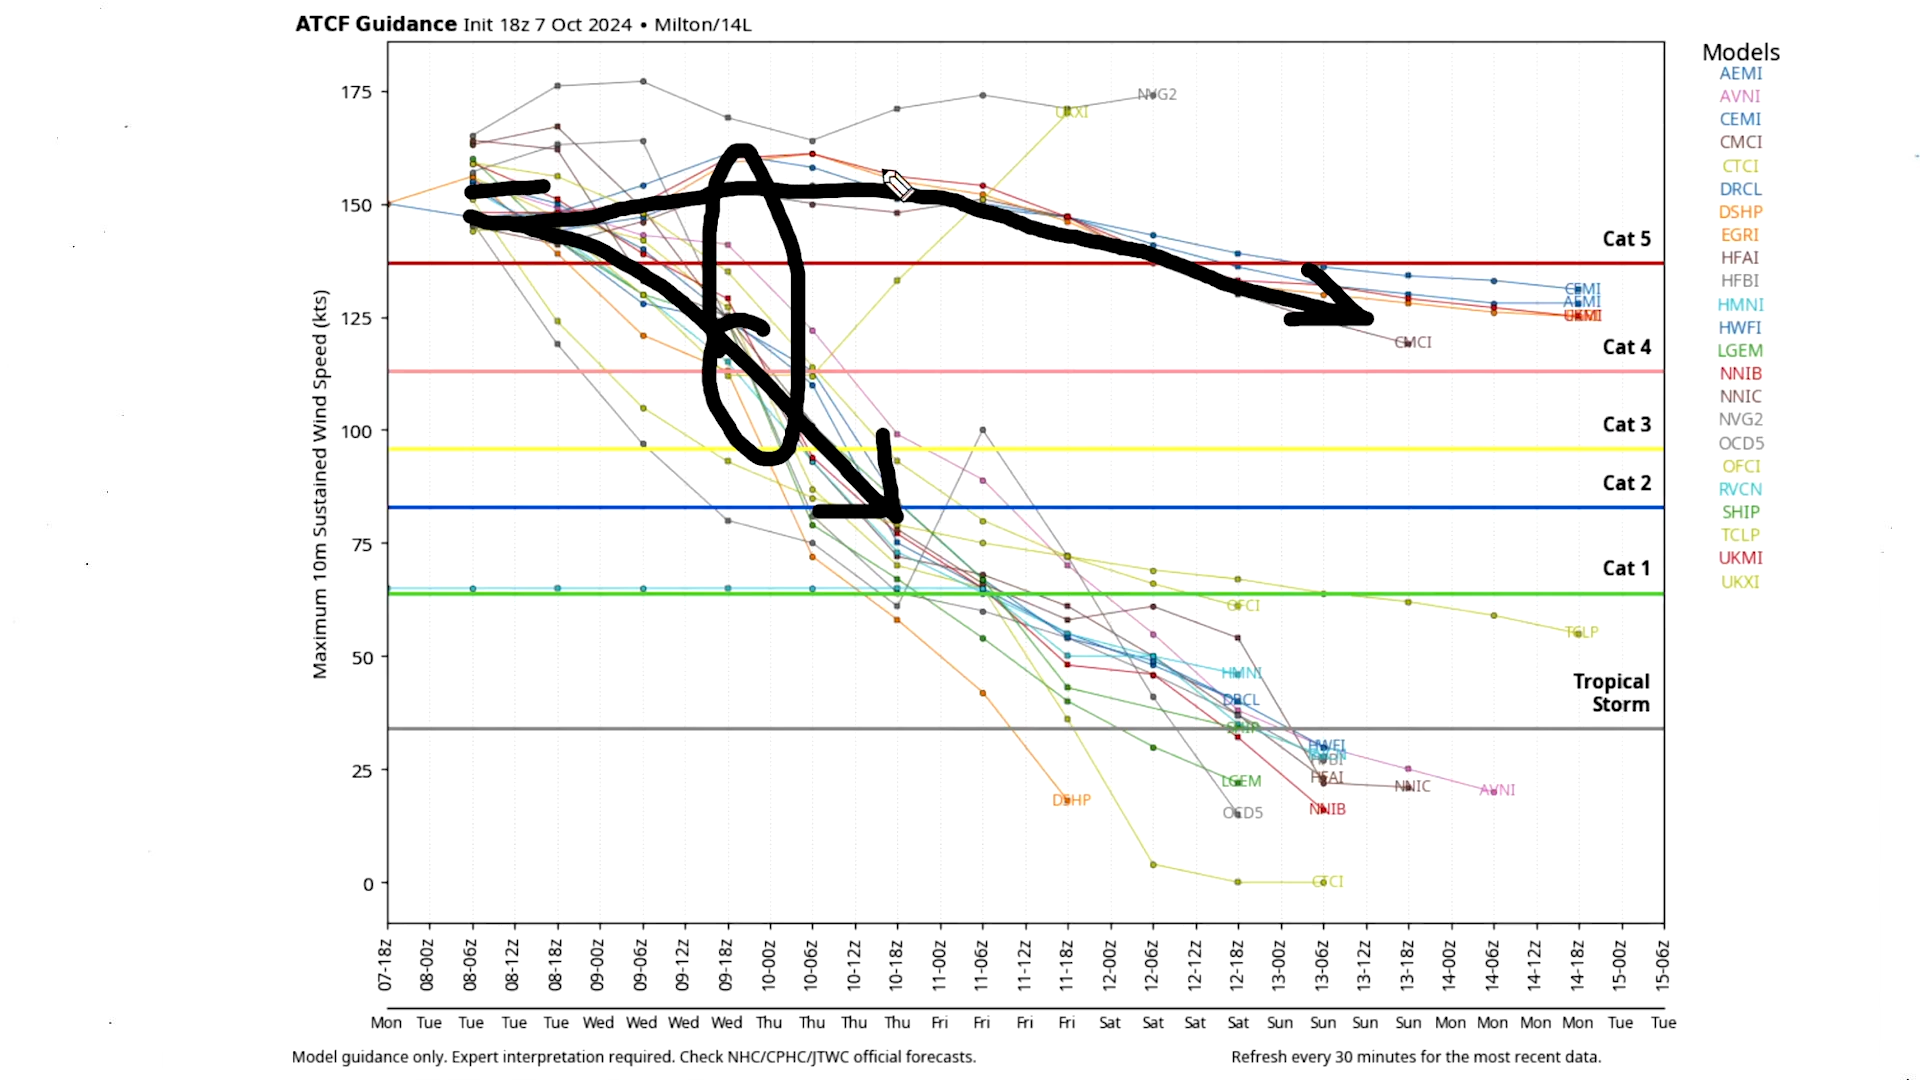 ATCF Guidance Init 18z 7 Oct 2024 • Milton/14L
Models
AEMI
AVNI
CEMI
CMCI
CTCI
DRCL
DSHP
EGRI
HFAI
HFBI
HMNI
HWFI
LGEM
NNIB
NNIC
NVG2
OCD5
OFCI
RVCN
SHIP
TCLP
UKMI
UKXI
Maximum 10m Sustained Wind Speed (kts)
175
150
125
100
75
50
25
0
NVG2
UKXI
Cat 5
CEMI
AEMI
UKMI
CMCI
Cat 4
Cat 3
Cat 2
Cat 1
OFCI
TCLP
Tropical
Storm
HMNI
DRCL
SHIP
HWFI
HFBI
HFAI
LGEM
NNIC
AVNI
DSHP
OCD5
NNIB
CTCI
07-18z 08-00z 08-06z 08-12z 08-18z 09-00z 09-06z 09-12z 09-18z 10-00z 10-06z 10-12z 10-18z 11-00z 11-06z 11-12z 11-18z 12-00z 12-06z 12-12z 12-18z 13-00z 13-06z 13-12z 13-18z 14-00z 14-06z 14-12z 14-18z 15-00z 15-06z
Mon Tue Tue Tue Tue Wed Wed Wed Wed Thu Thu Thu Thu Fri Fri Fri Fri Sat Sat Sat Sat Sun Sun Sun Sun Mon Mon Mon Mon Tue Tue
Model guidance only. Expert interpretation required. Check NHC/CPHC/JTWC official forecasts.
Refresh every 30 minutes for the most recent data.